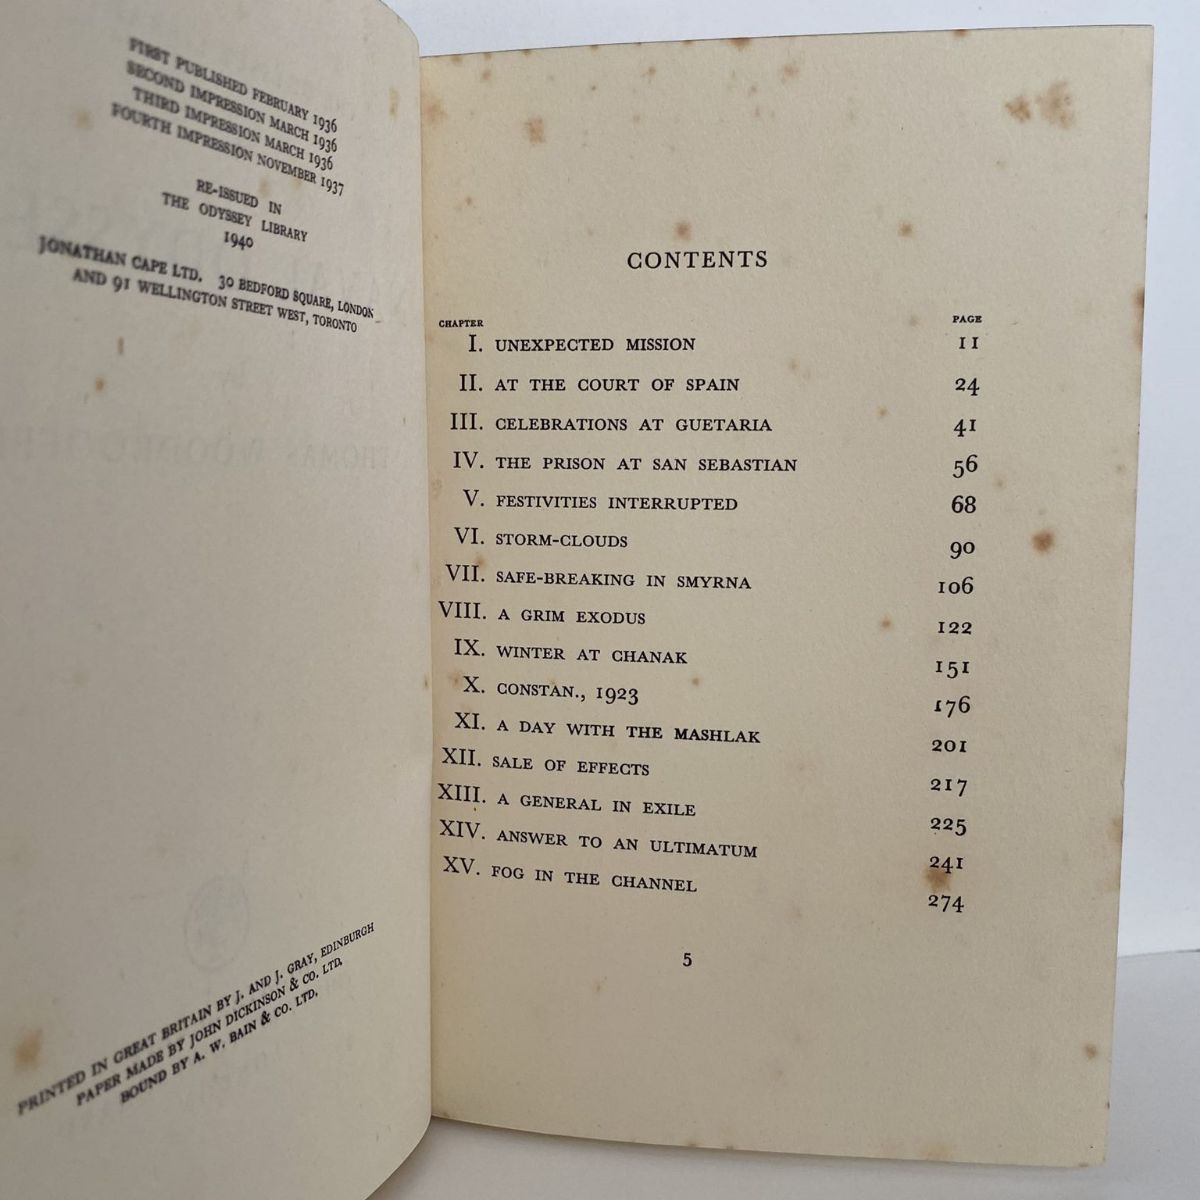 FIRST PUBLISHED FEBRUARY 1936
SECOND IMPRESSION MARCH 1936
THIRD IMPRESSION MARCH 1936
FOURTH IMPRESSION NOVEMBER 1937
RE-ISSUED IN
THE ODYSSEY LIBRARY
1940
JONATHAN CAPE LTD. 30 BEDFORD SQUARE, LONDON
AND 91 WELLINGTON STREET WEST, TORONTO
PRINTED IN GREAT BRITAIN BY J. AND J. GRAY, EDINBURGH
PAPER MADE BY JOHN DICKINSON & CO. LTD.
BOUND BY A. W. BAIN & CO. LTD.
CONTENTS
CHAPTER PAGE
I. UNEXPECTED MISSION 11
II. AT THE COURT OF SPAIN 24
III. CELEBRATIONS AT GUETARIA 41
IV. THE PRISON AT SAN SEBASTIAN 56
V. FESTIVITIES INTERRUPTED 68
VI. STORM-CLOUDS 90
VII. SAFE-BREAKING IN SMYRNA 106
VIII. A GRIM EXODUS 122
IX. WINTER AT CHANAK 151
X. CONSTAN., 1923 176
XI. A DAY WITH THE MASHLAK 201
XII. SALE OF EFFECTS 217
XIII. A GENERAL IN EXILE 225
XIV. ANSWER TO AN ULTIMATUM 241
XV. FOG IN THE CHANNEL 274
5